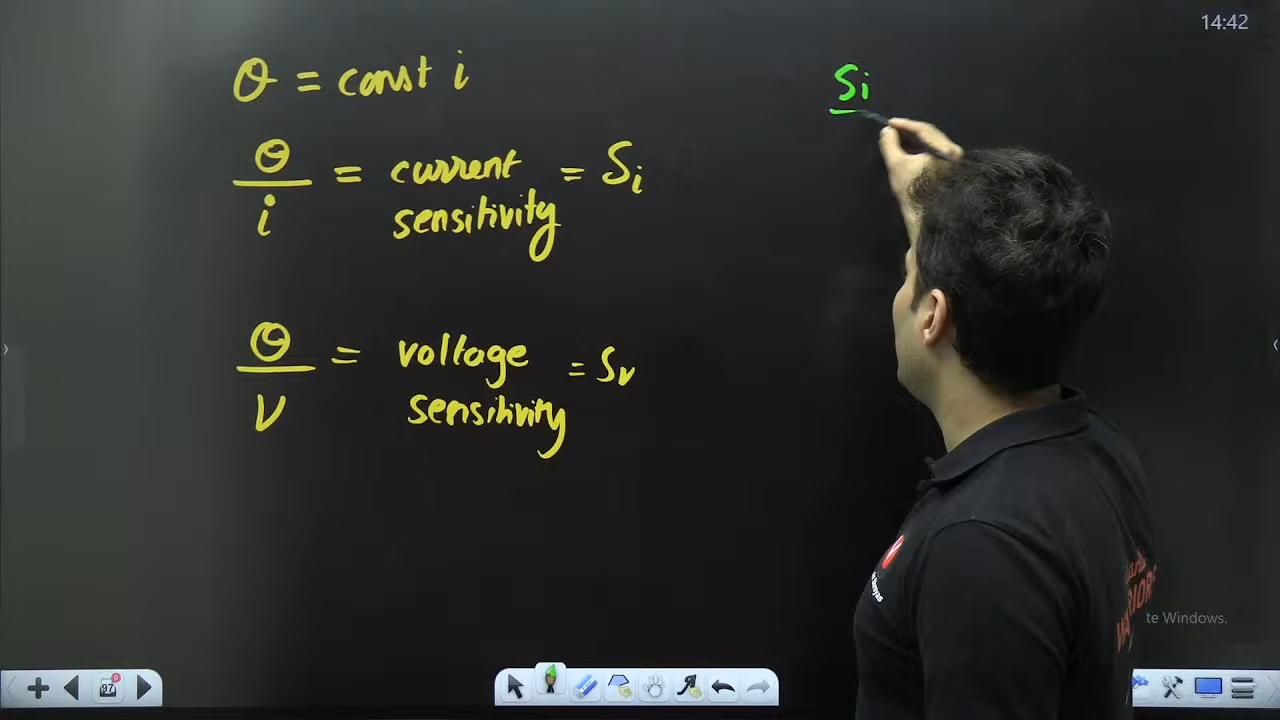 14:42
θ = const i
θ/i = current sensitivity = Si
θ/V = voltage sensitivity = Sv
Si
te Windows.
97